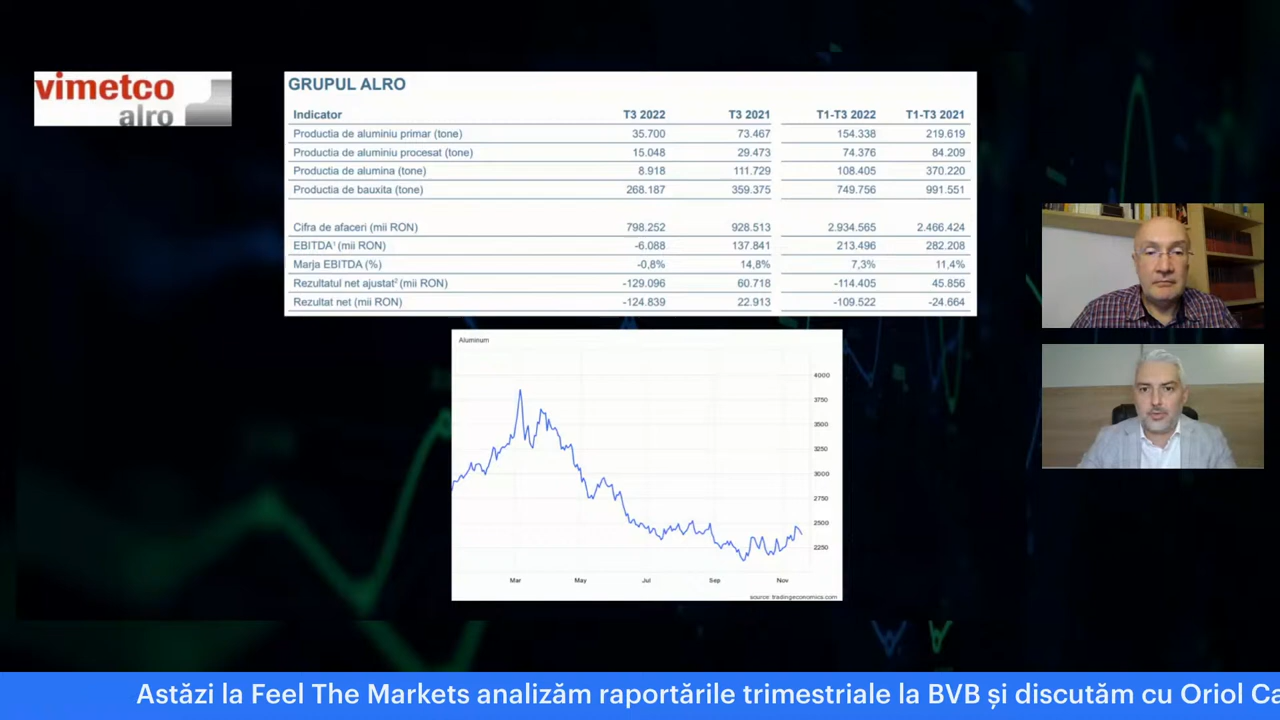 vimetco
alro
GRUPUL ALRO
Indicator T3 2022 T3 2021 T1-T3 2022 T1-T3 2021
Productia de aluminiu primar (tone) 35.700 73.467 154.338 219.619
Productia de aluminiu procesat (tone) 15.048 29.473 74.376 84.209
Productia de alumina (tone) 8.918 111.729 108.405 370.220
Productia de bauxita (tone) 268.187 359.375 749.756 991.551
Cifra de afaceri (mii RON) 798.252 928.513 2.934.565 2.466.424
EBITDA¹ (mii RON) -6.088 137.841 213.496 282.208
Marja EBITDA (%) -0,8% 14,8% 7,3% 11,4%
Rezultatul net ajustat² (mii RON) -129.096 60.718 -114.405 45.856
Rezultat net (mii RON) -124.839 22.913 -109.522 -24.664
Aluminum
4000
3750
3500
3250
3000
2750
2500
2250
Mar May Jul Sep Nov
source: tradingeconomics.com
Astăzi la Feel The Markets analizăm raportările trimestriale la BVB și discutăm cu Oriol Ca